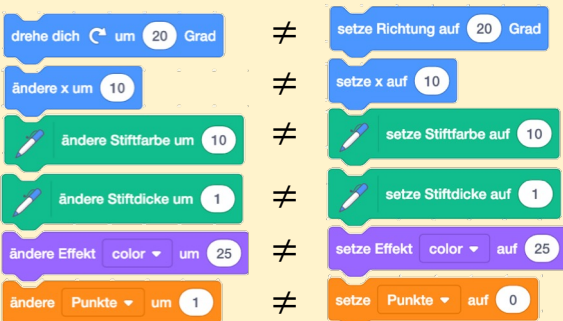 drehe dich um 20 Grad ≠ setze Richtung auf 20 Grad
ändere x um 10 ≠ setze x auf 10
ändere Stiftfarbe um 10 ≠ setze Stiftfarbe auf 10
ändere Stiftdicke um 1 ≠ setze Stiftdicke auf 1
ändere Effekt color um 25 ≠ setze Effekt color auf 25
ändere Punkte um 1 ≠ setze Punkte auf 0